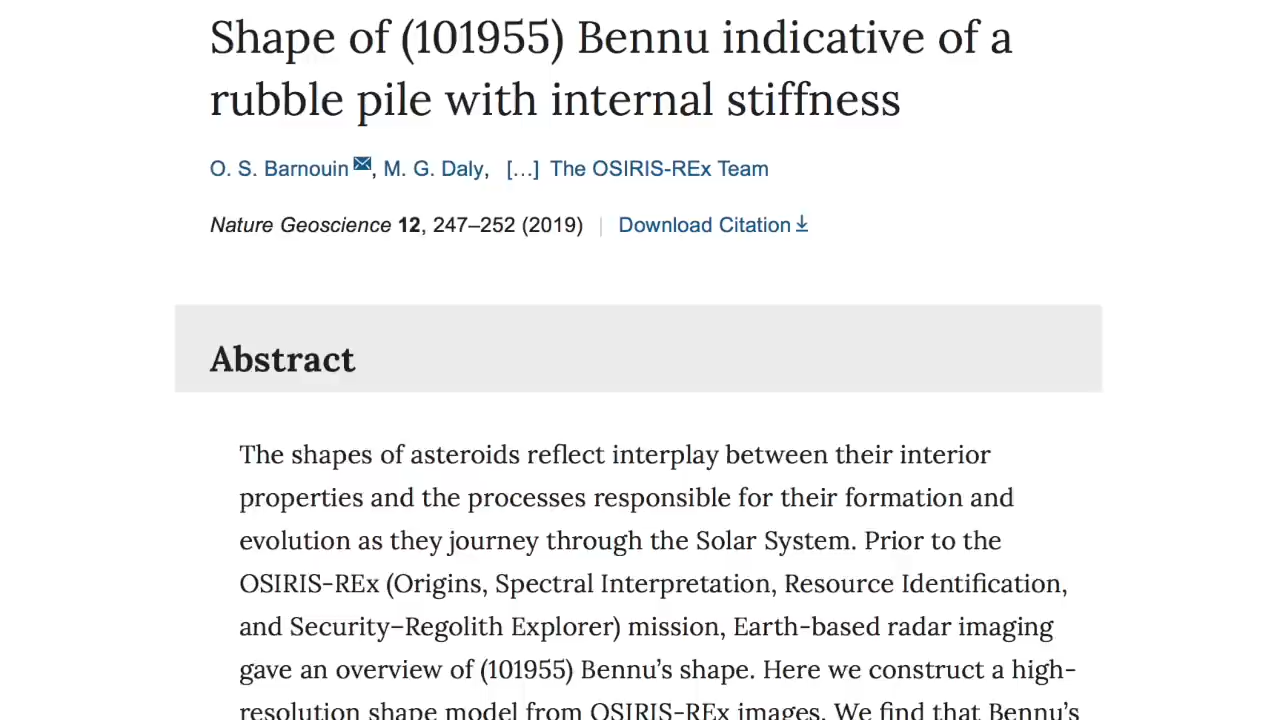 Shape of (101955) Bennu indicative of a
rubble pile with internal stiffness
O. S. Barnouin, M. G. Daly, [...] The OSIRIS-REx Team
Nature Geoscience 12, 247–252 (2019) | Download Citation
Abstract
The shapes of asteroids reflect interplay between their interior
properties and the processes responsible for their formation and
evolution as they journey through the Solar System. Prior to the
OSIRIS-REx (Origins, Spectral Interpretation, Resource Identification,
and Security–Regolith Explorer) mission, Earth-based radar imaging
gave an overview of (101955) Bennu’s shape. Here we construct a high-
resolution shape model from OSIRIS-REx images. We find that Bennu’s